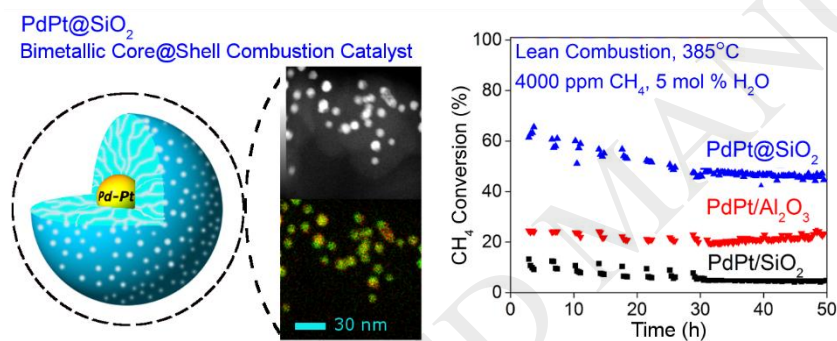 PdPt@SiO₂
Bimetallic Core@Shell Combustion Catalyst
Pd-Pt
30 nm
100
80
60
40
20
0
CH₄ Conversion (%)
Lean Combustion, 385°C
4000 ppm CH₄, 5 mol % H₂O
PdPt@SiO₂
PdPt/Al₂O₃
PdPt/SiO₂
0 10 20 30 40 50
Time (h)